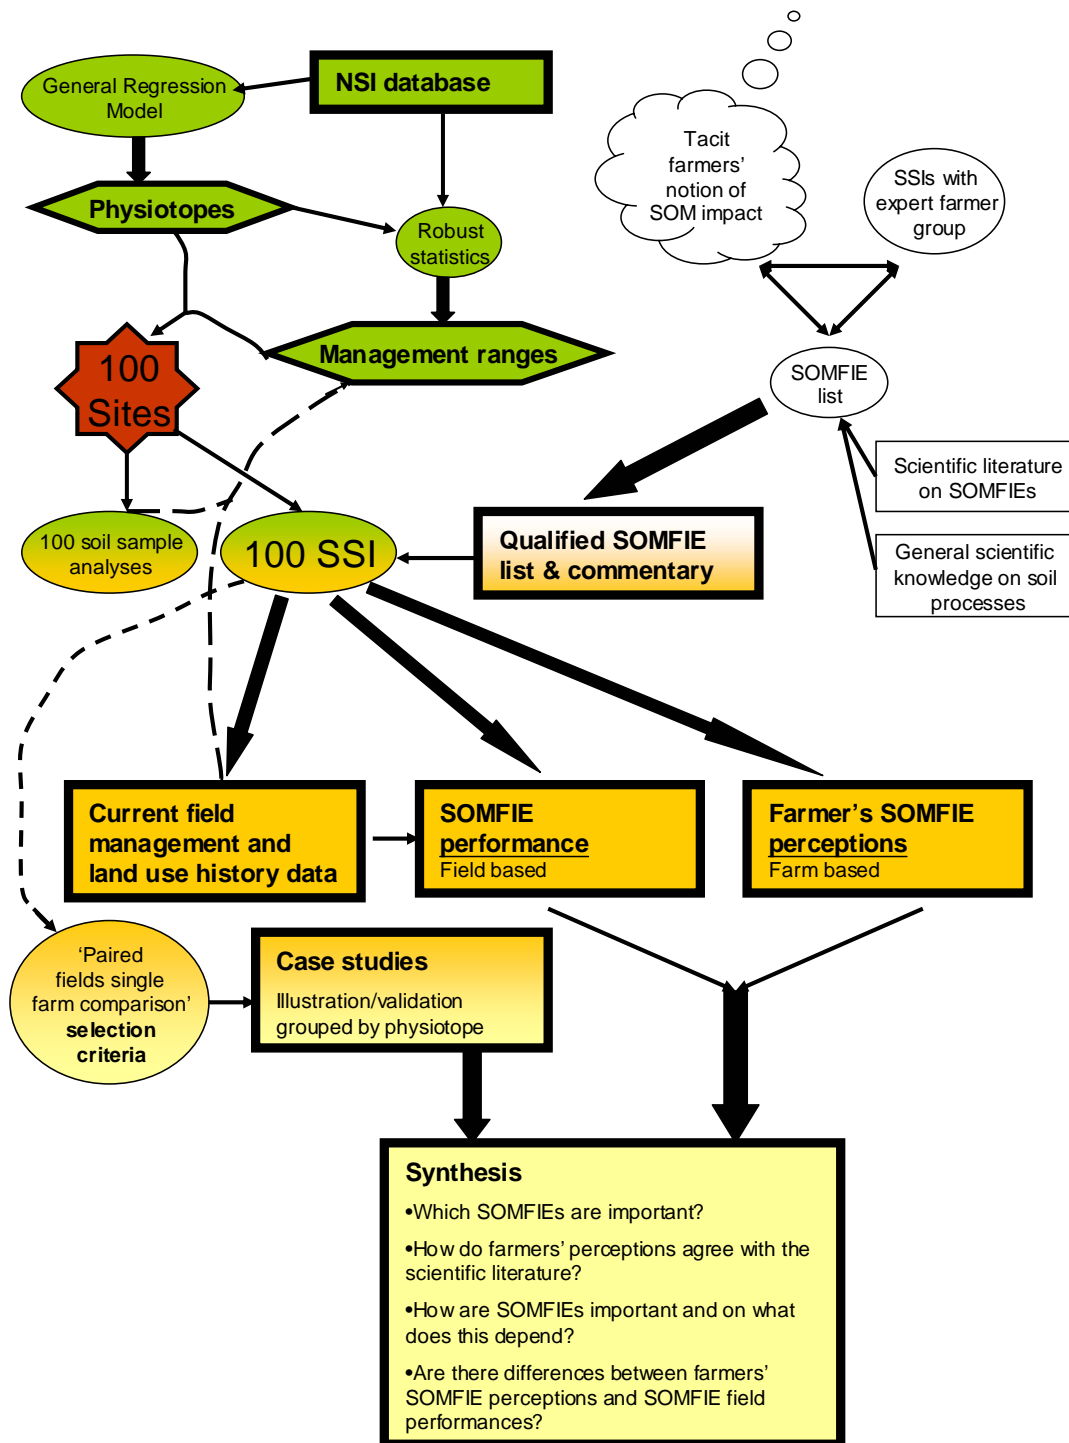 General Regression
Model
NSI database
Tacit
farmers'
notion of
SOM impact
SSIs with
expert farmer
group
Physiotopes
Robust
statistics
Management ranges
100
Sites
SOMFIE
list
Scientific literature
on SOMFIEs
General scientific
knowledge on soil
processes
100 soil sample
analyses
100 SSI
Qualified SOMFIE
list & commentary
Current field
management and
land use history data
SOMFIE
performance
Field based
Farmer's SOMFIE
perceptions
Farm based
'Paired
fields single
farm comparison'
selection
criteria
Case studies
Illustration/validation
grouped by physiotope
Synthesis
•Which SOMFIEs are important?
•How do farmers' perceptions agree with the
scientific literature?
•How are SOMFIEs important and on what
does this depend?
•Are there differences between farmers'
SOMFIE perceptions and SOMFIE field
performances?